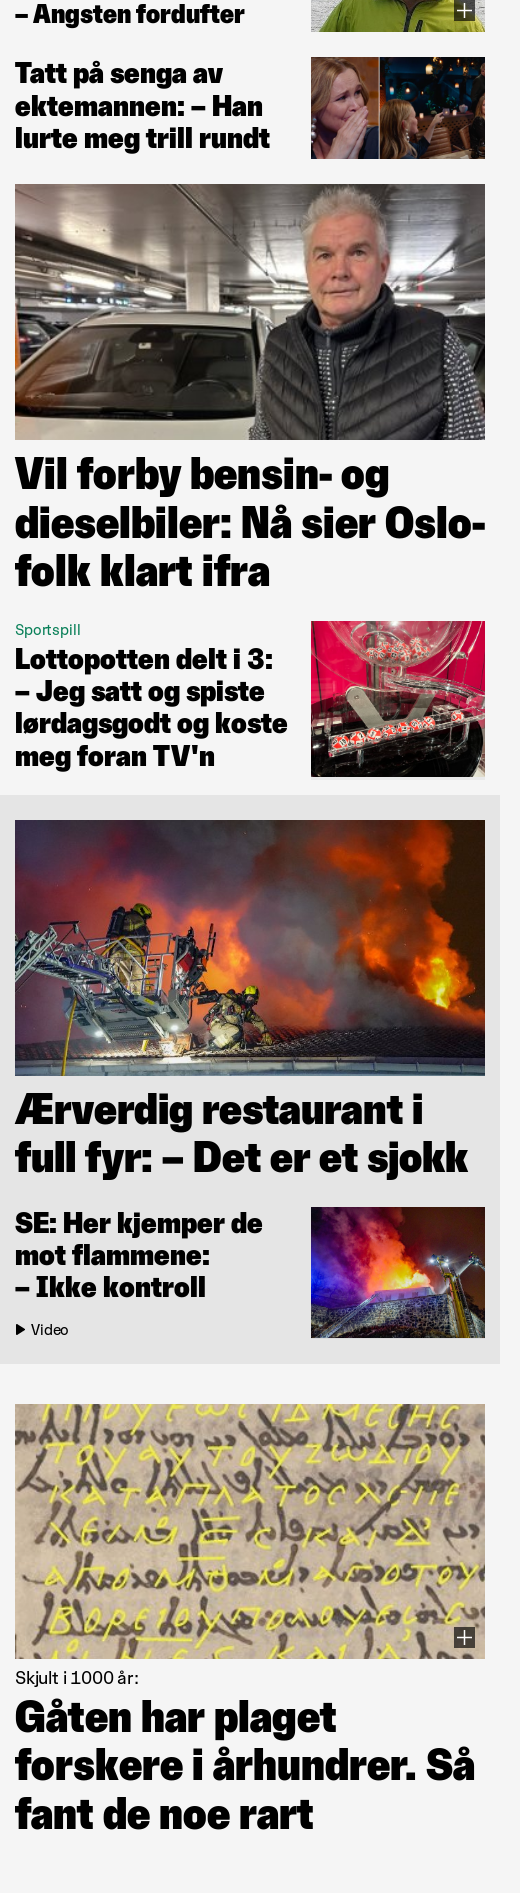 – Angsten fordufter
Tatt på senga av
ektemannen: – Han
lurte meg trill rundt
Vil forby bensin- og
dieselbiler: Nå sier Oslo-
folk klart ifra
Sportspill
Lottopotten delt i 3:
– Jeg satt og spiste
lørdagsgodt og koste
meg foran TV'n
Ærverdig restaurant i
full fyr: – Det er et sjokk
SE: Her kjemper de
mot flammene:
– Ikke kontroll
Video
ΤΟΥΑΥΤΟΥΖωΔΙΟΥ
Skjult i 1000 år:
Gåten har plaget
forskere i århundrer. Så
fant de noe rart